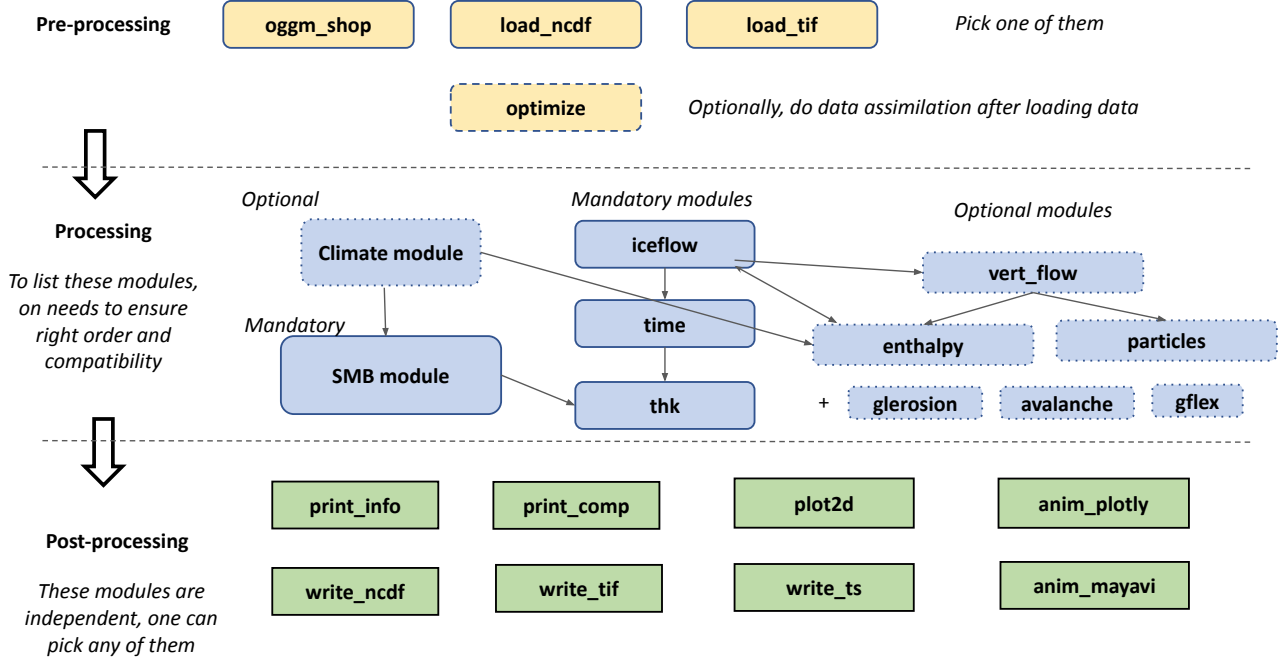 Pre-processing
oggm_shop
load_ncdf
load_tif
Pick one of them
optimize
Optionally, do data assimilation after loading data
Optional
Mandatory modules
Optional modules
Processing
To list these modules,
on needs to ensure
right order and
compatibility
Climate module
iceflow
vert_flow
Mandatory
time
enthalpy
particles
SMB module
thk
+
glerosion
avalanche
gflex
Post-processing
These modules are
independent, one can
pick any of them
print_info
print_comp
plot2d
anim_plotly
write_ncdf
write_tif
write_ts
anim_mayavi